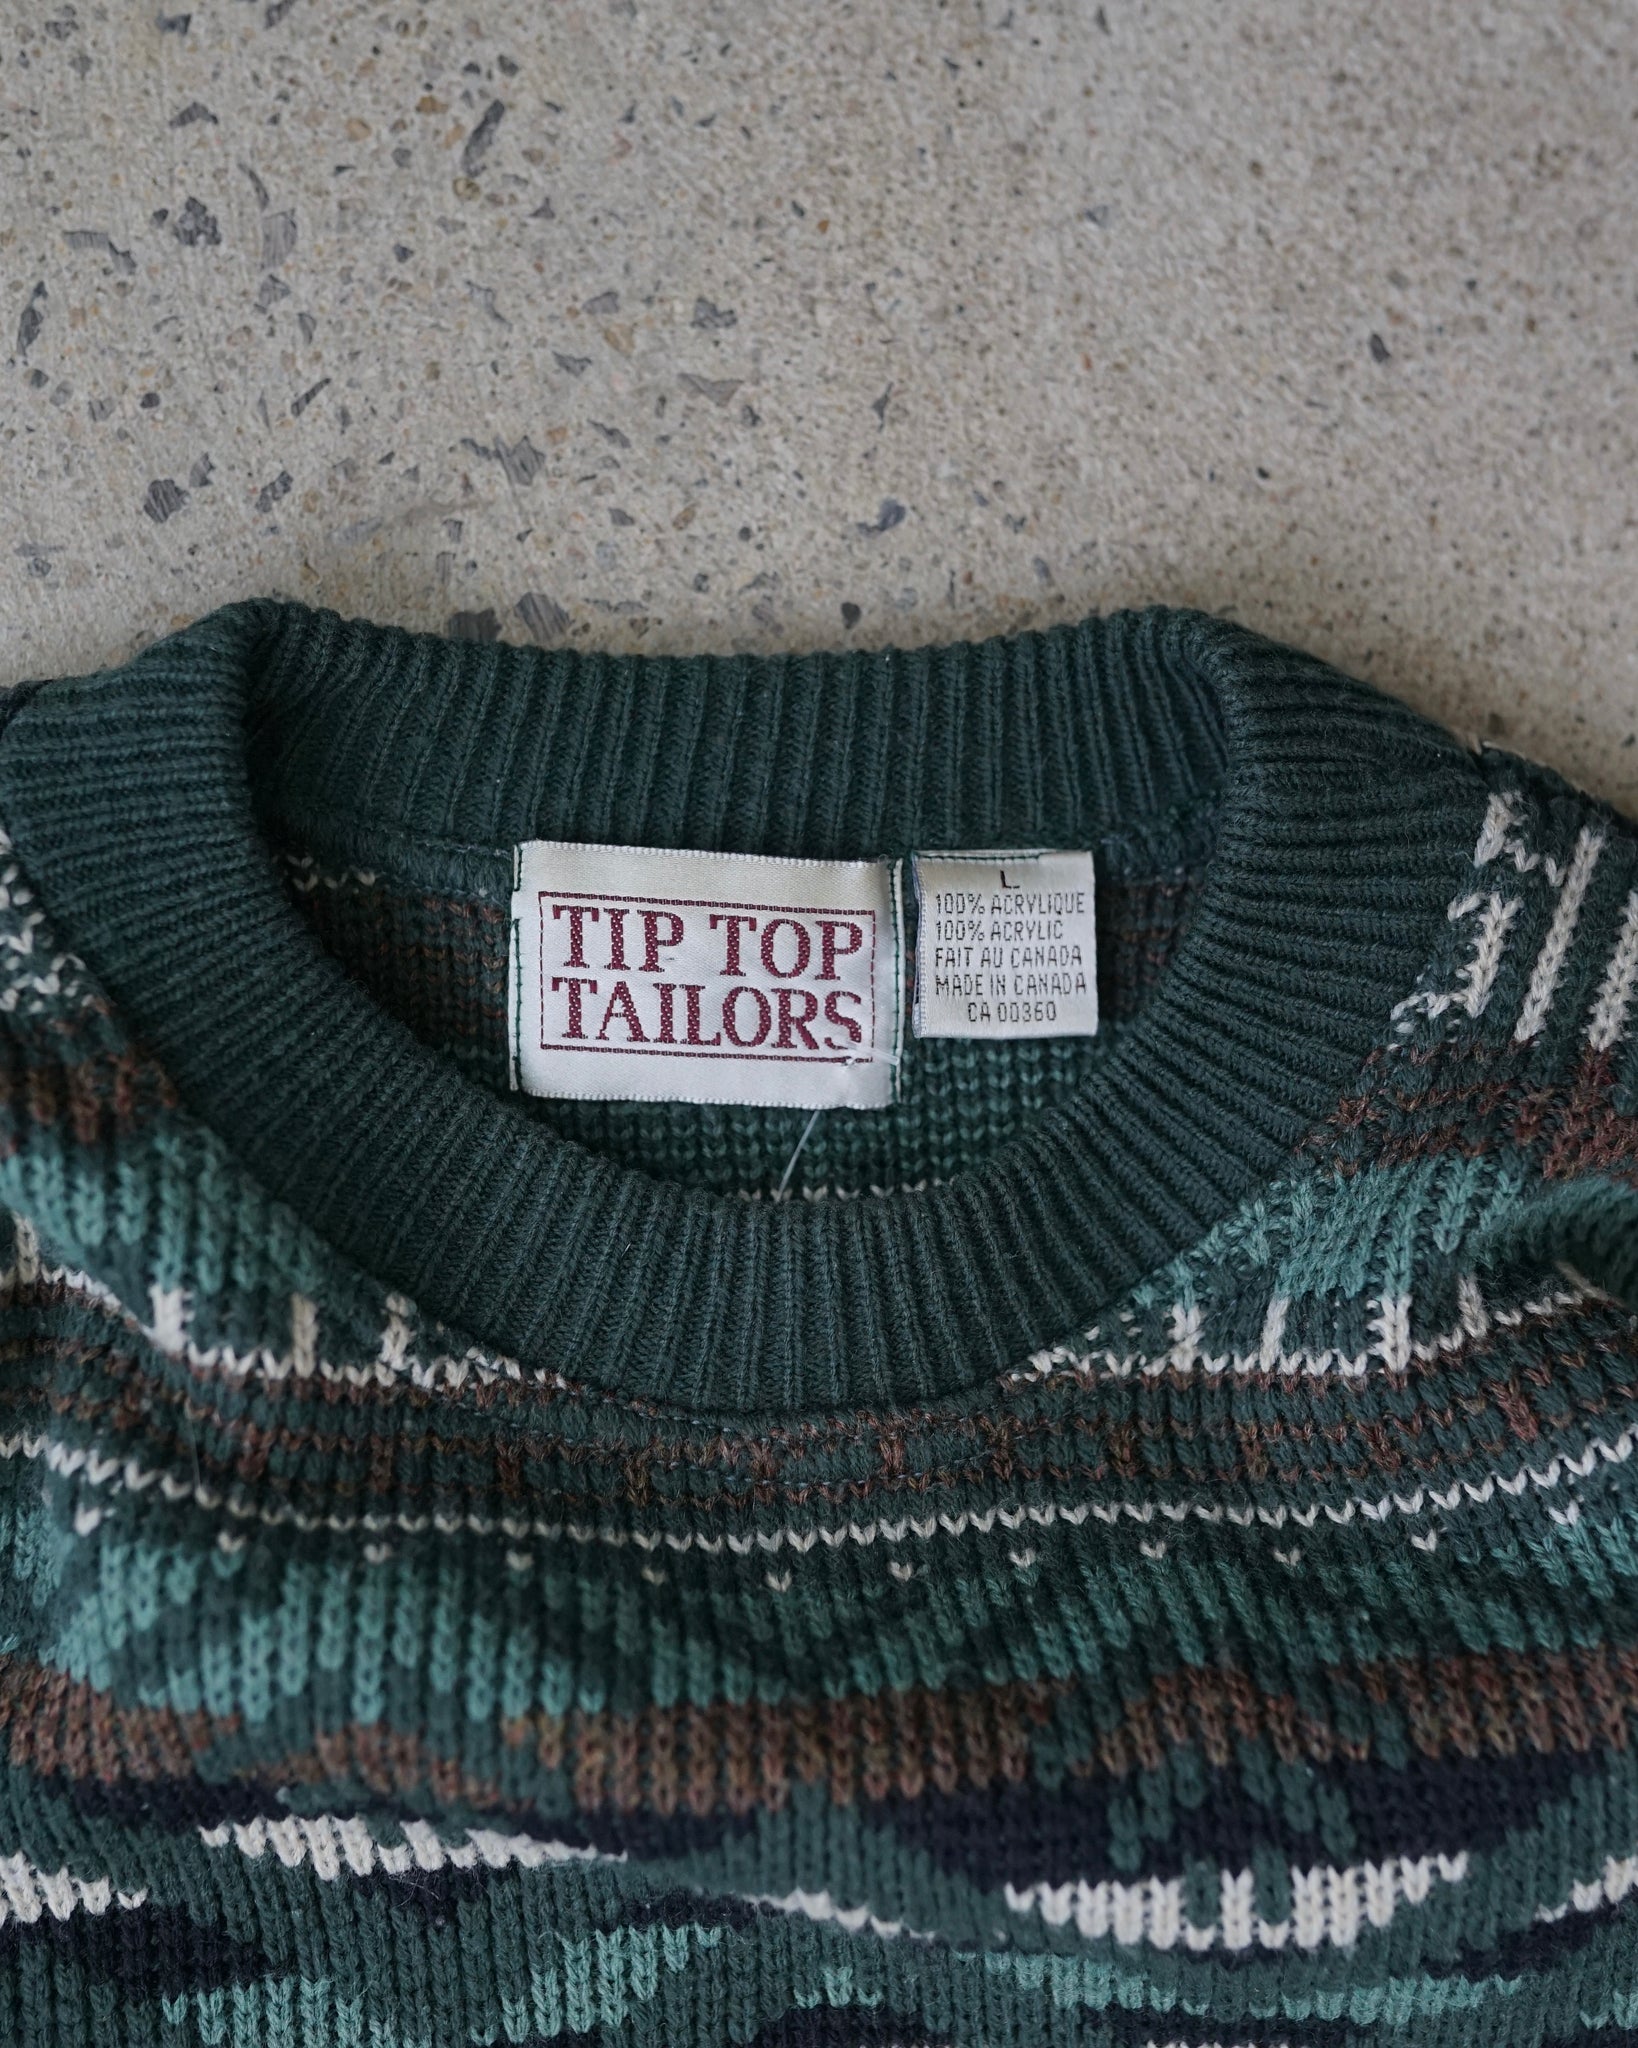 TIP TOP
TAILORS
L
100% ACRYLIQUE
100% ACRYLIC
FAIT AU CANADA
MADE IN CANADA
CA 00360